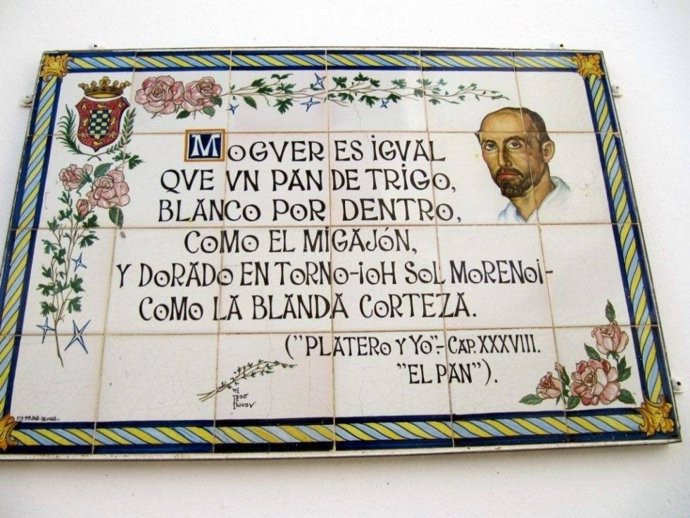 MOGVER ES IGVAL
QVE VN PAN DE TRIGO,
BLANCO POR DENTRO,
COMO EL MIGAJÓN,
Y DORADO EN TORNO-¡OH SOL MORENO¡-
COMO LA BLANDA CORTEZA.
("PLATERO Y YO".- CAP. XXXVIII.
"EL PAN").